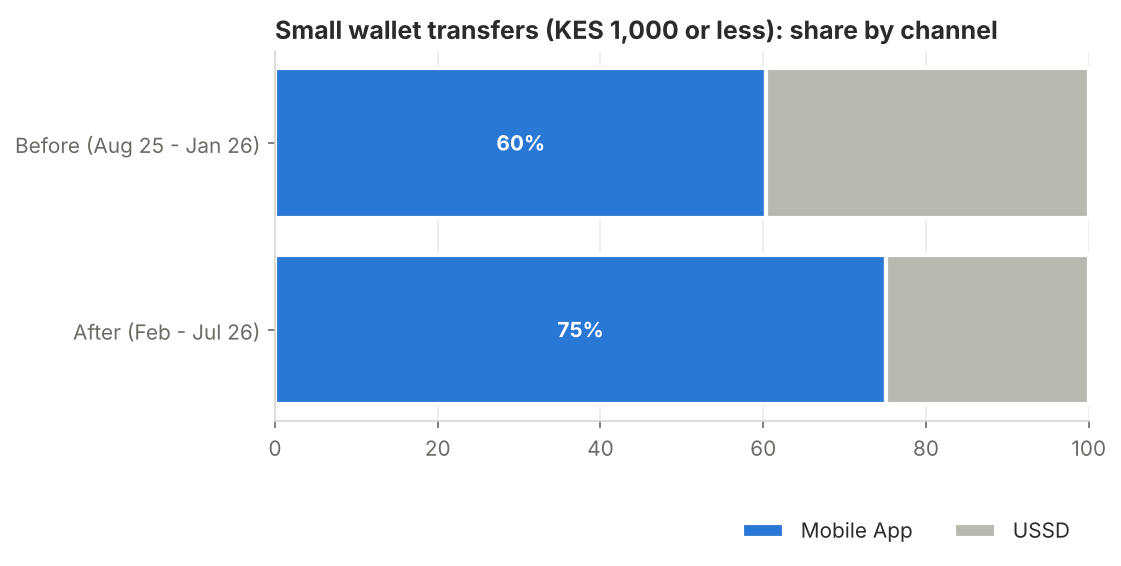 Small wallet transfers (KES 1,000 or less): share by channel
Before (Aug 25 - Jan 26)
60%
After (Feb - Jul 26)
75%
0 20 40 60 80 100
Mobile App USSD